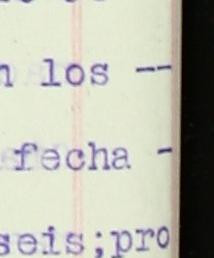 n los --
fecha -
seis;pro